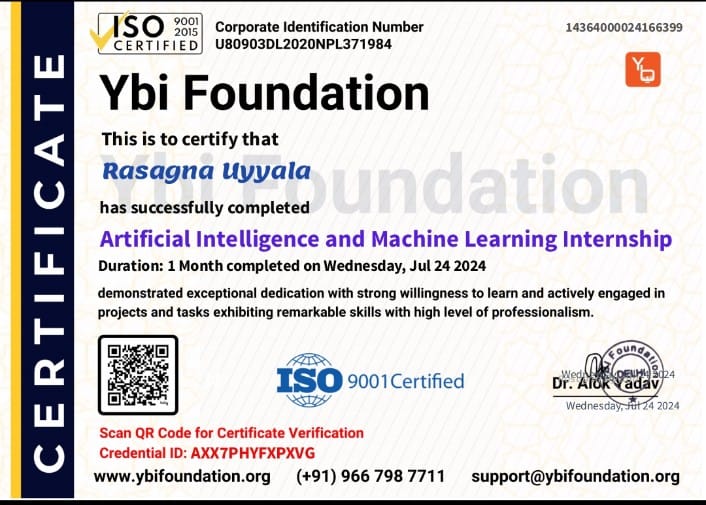 CERTIFICATE
ISO 9001 2015
CERTIFIED
Corporate Identification Number
U80903DL2020NPL371984
14364000024166399
Ybi Foundation
This is to certify that
Rasagna Uyyala
Ybi Foundation
has successfully completed
Artificial Intelligence and Machine Learning Internship
Duration: 1 Month completed on Wednesday, Jul 24 2024
demonstrated exceptional dedication with strong willingness to learn and actively engaged in
projects and tasks exhibiting remarkable skills with high level of professionalism.
ISO 9001Certified
Ybi Foundation
DELHI
Wednesday, Jul 24 2024
Dr. Alok Yadav
Wednesday, Jul 24 2024
Scan QR Code for Certificate Verification
Credential ID: AXX7PHYFXPXVG
www.ybifoundation.org (+91) 966 798 7711 support@ybifoundation.org